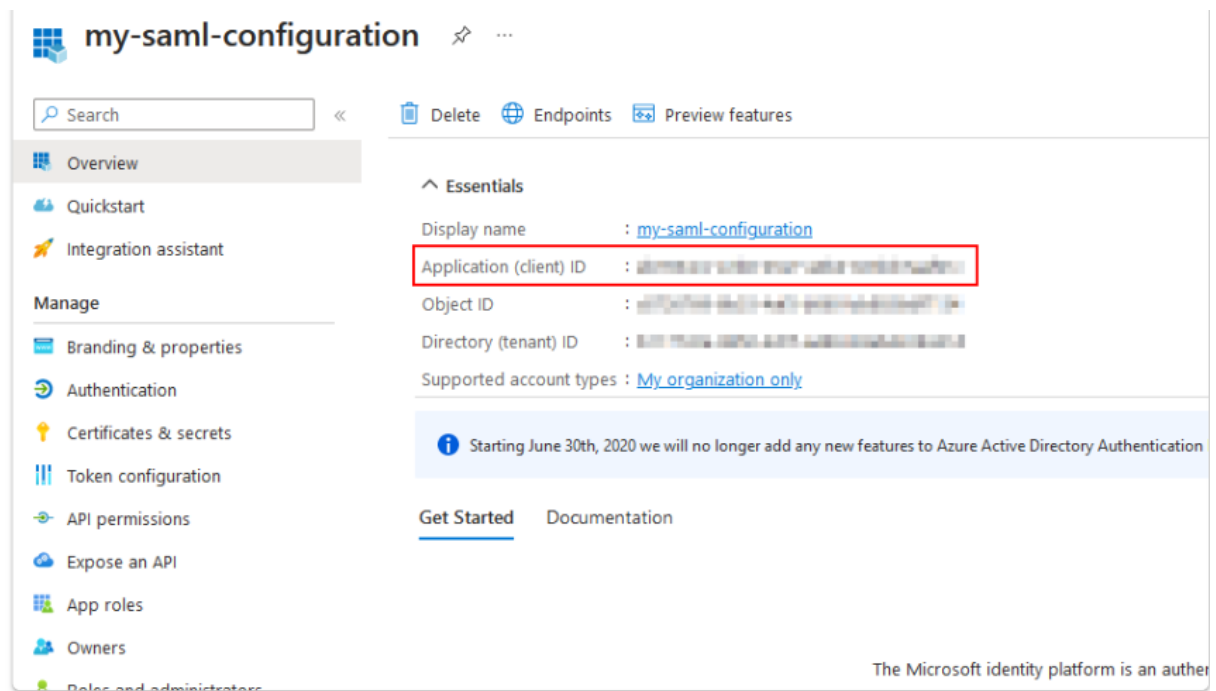 my-saml-configuration
Search
Delete Endpoints Preview features
Overview
Quickstart
Integration assistant
Manage
Branding & properties
Authentication
Certificates & secrets
Token configuration
API permissions
Expose an API
App roles
Owners
Roles and administrators
Essentials
Display name : my-saml-configuration
Application (client) ID :
Object ID :
Directory (tenant) ID :
Supported account types : My organization only
Starting June 30th, 2020 we will no longer add any new features to Azure Active Directory Authentication
Get Started Documentation
The Microsoft identity platform is an